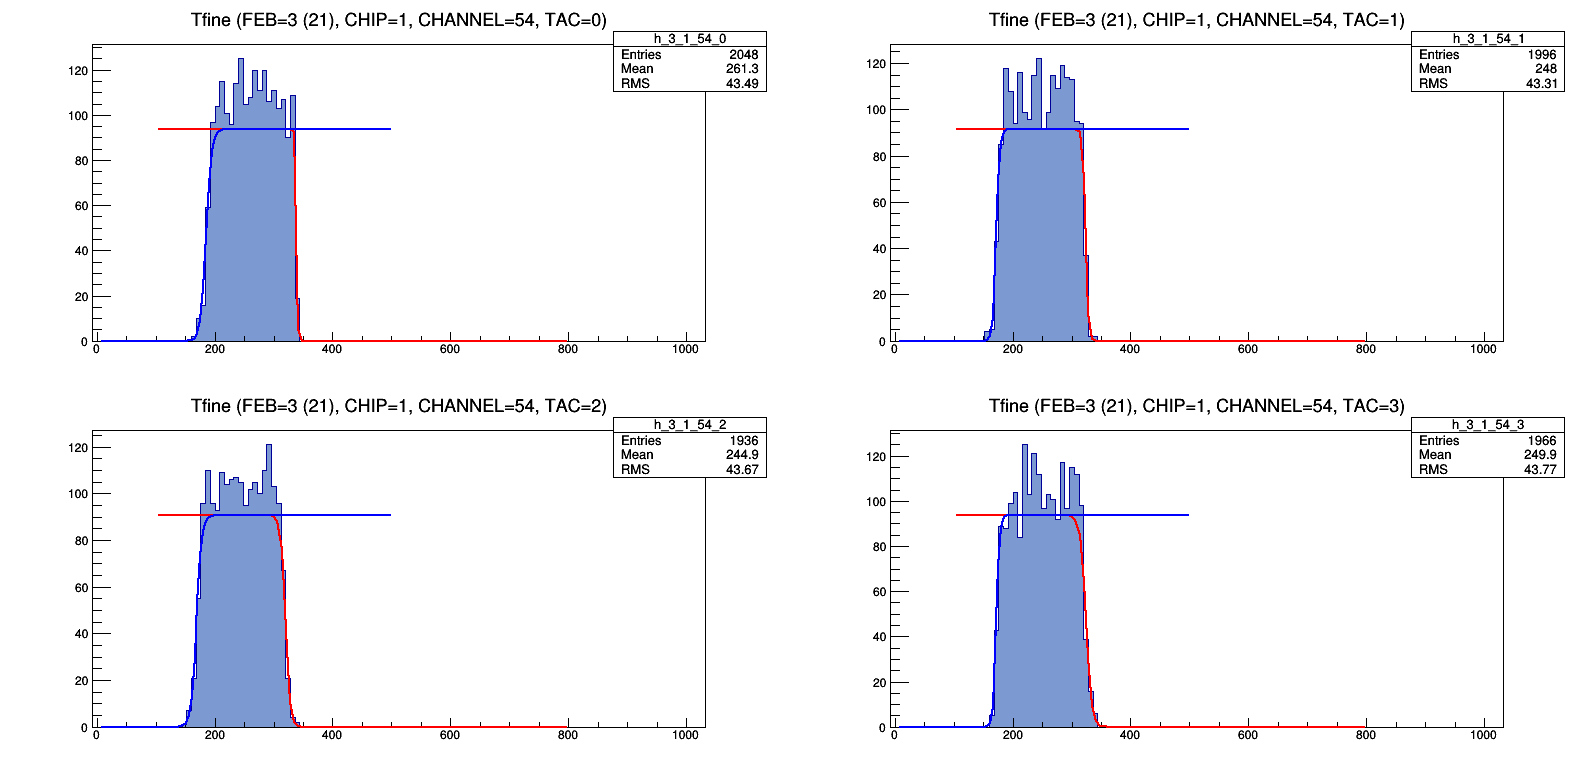 Tfine (FEB=3 (21), CHIP=1, CHANNEL=54, TAC=0)
h_3_1_54_0
Entries 2048
Mean 261.3
RMS 43.49
120
100
80
60
40
20
0
0 200 400 600 800 1000
Tfine (FEB=3 (21), CHIP=1, CHANNEL=54, TAC=1)
h_3_1_54_1
Entries 1996
Mean 248
RMS 43.31
120
100
80
60
40
20
0
0 200 400 600 800 1000
Tfine (FEB=3 (21), CHIP=1, CHANNEL=54, TAC=2)
h_3_1_54_2
Entries 1936
Mean 244.9
RMS 43.67
120
100
80
60
40
20
0
0 200 400 600 800 1000
Tfine (FEB=3 (21), CHIP=1, CHANNEL=54, TAC=3)
h_3_1_54_3
Entries 1966
Mean 249.9
RMS 43.77
120
100
80
60
40
20
0
0 200 400 600 800 1000